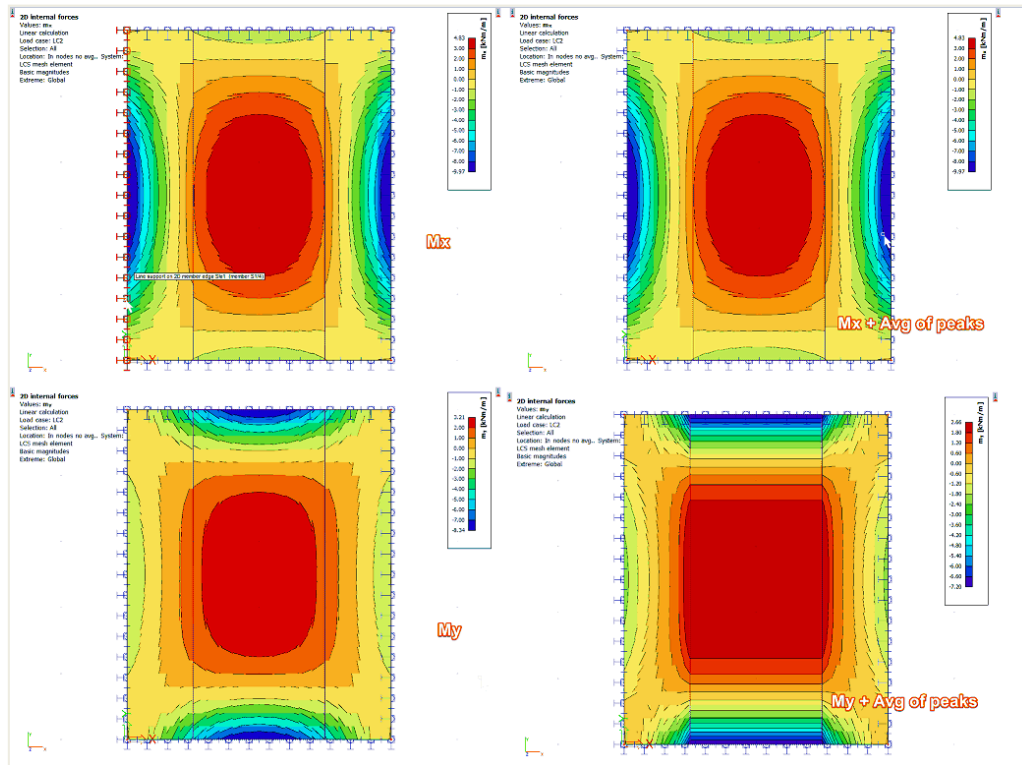 2D internal forces
Values: mx
Linear calculation
Load case: LC2
Selection: All
Location: In nodes no avg.. System:
LCS mesh element
Basic magnitudes
Extreme: Global
4.83
3.00
2.00
1.00
0.00
-1.00
-2.00
-3.00
-4.00
-5.00
-6.00
-7.00
-8.00
-9.97
mx [kNm/m]
Line support on 2D member edge
Mx
X
2D internal forces
Values: mx
Linear calculation
Load case: LC2
Selection: All
Location: In nodes no avg.. System:
LCS mesh element
Basic magnitudes
Extreme: Global
4.83
3.00
2.00
1.00
0.00
-1.00
-2.00
-3.00
-4.00
-5.00
-6.00
-7.00
-8.00
-9.97
mx [kNm/m]
Mx + Avg of peaks
X
2D internal forces
Values: my
Linear calculation
Load case: LC2
Selection: All
Location: In nodes no avg.. System:
LCS mesh element
Basic magnitudes
Extreme: Global
3.21
2.00
1.00
0.00
-1.00
-2.00
-3.00
-4.00
-5.00
-6.00
-7.00
-8.34
my [kNm/m]
My
X
2D internal forces
Values: my
Linear calculation
Load case: LC2
Selection: All
Location: In nodes no avg.. System:
LCS mesh element
Basic magnitudes
Extreme: Global
2.66
1.80
1.20
0.60
0.00
-0.60
-1.20
-1.80
-2.40
-3.00
-3.60
-4.20
-4.80
-5.40
-6.00
-6.60
-7.20
my [kNm/m]
My + Avg of peaks
X